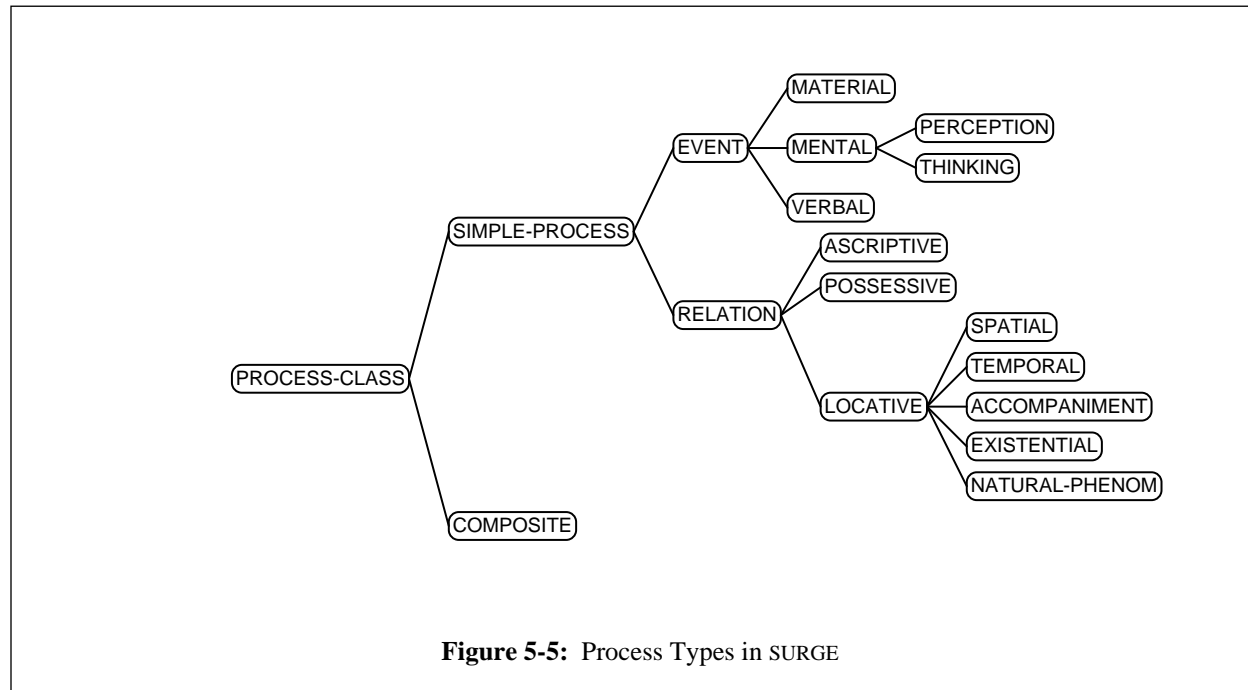 MATERIAL
PERCEPTION
EVENT
MENTAL
THINKING
VERBAL
SIMPLE-PROCESS
ASCRIPTIVE
POSSESSIVE
RELATION
SPATIAL
TEMPORAL
PROCESS-CLASS
LOCATIVE
ACCOMPANIMENT
EXISTENTIAL
NATURAL-PHENOM
COMPOSITE
Figure 5-5: Process Types in SURGE